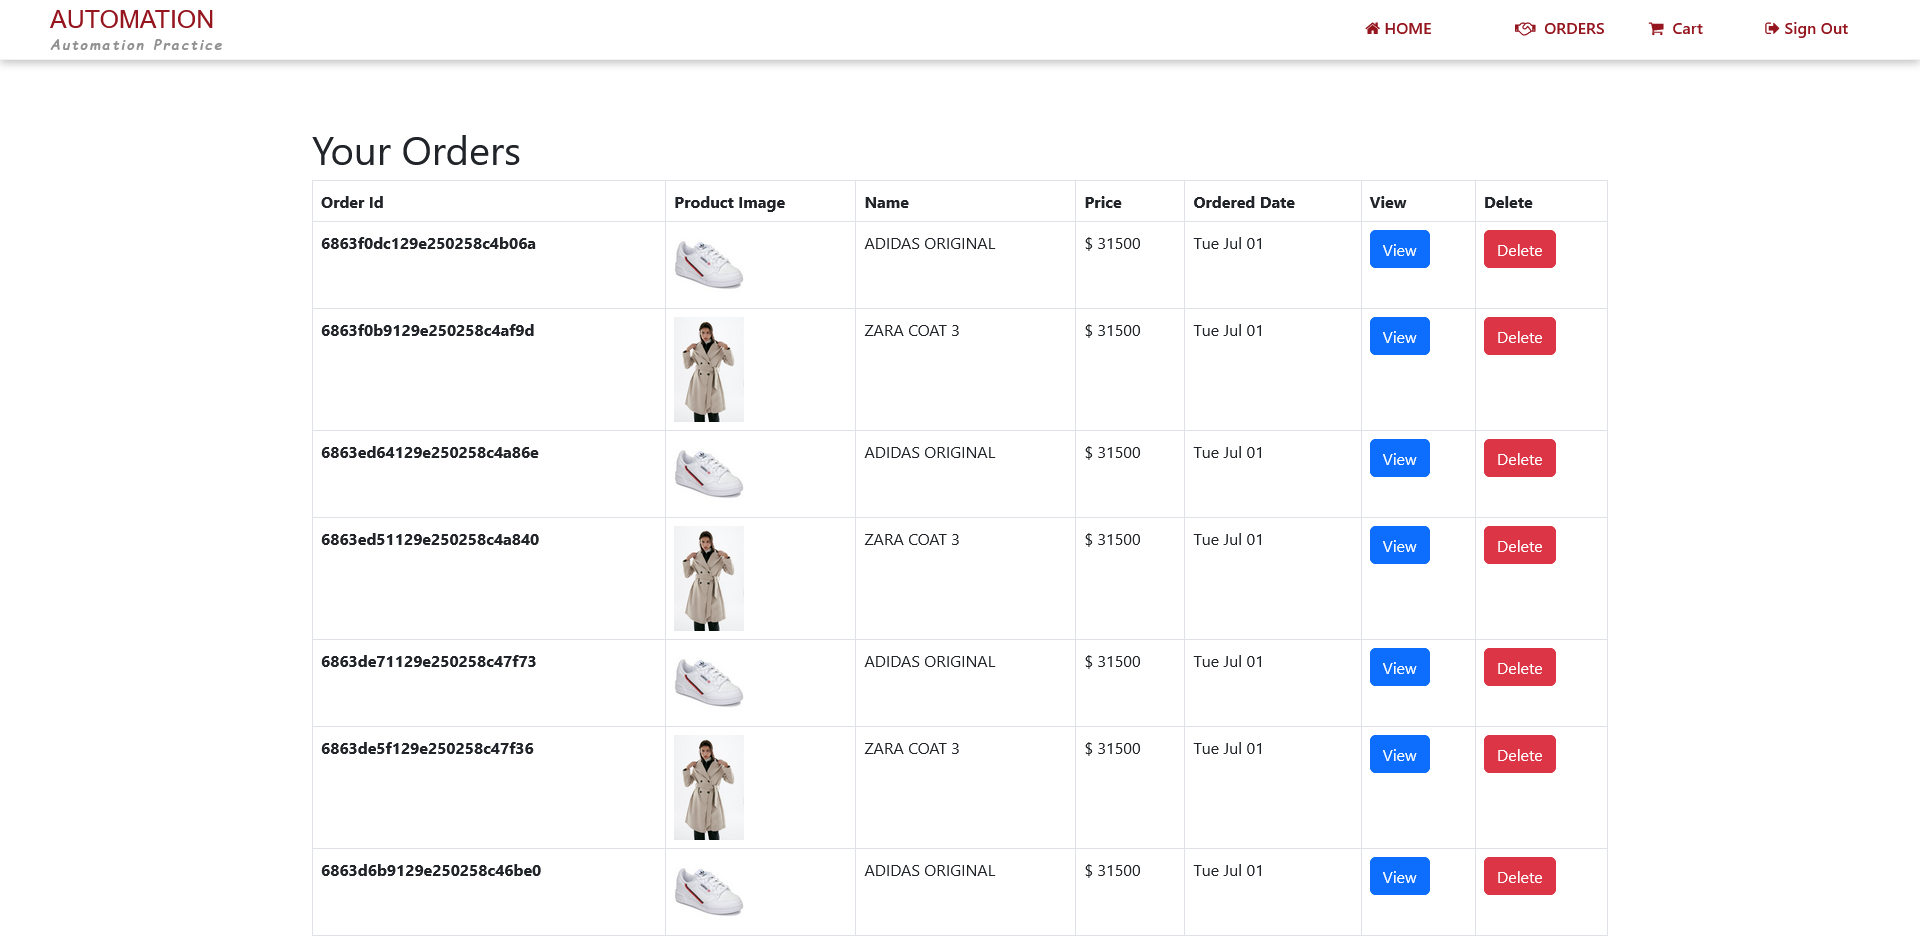 AUTOMATION
Automation Practice
HOME ORDERS Cart Sign Out
Your Orders
Order Id Product Image Name Price Ordered Date View Delete
6863f0dc129e250258c4b06a ADIDAS ORIGINAL $ 31500 Tue Jul 01 View Delete
6863f0b9129e250258c4af9d ZARA COAT 3 $ 31500 Tue Jul 01 View Delete
6863ed64129e250258c4a86e ADIDAS ORIGINAL $ 31500 Tue Jul 01 View Delete
6863ed51129e250258c4a840 ZARA COAT 3 $ 31500 Tue Jul 01 View Delete
6863de71129e250258c47f73 ADIDAS ORIGINAL $ 31500 Tue Jul 01 View Delete
6863de5f129e250258c47f36 ZARA COAT 3 $ 31500 Tue Jul 01 View Delete
6863d6b9129e250258c46be0 ADIDAS ORIGINAL $ 31500 Tue Jul 01 View Delete